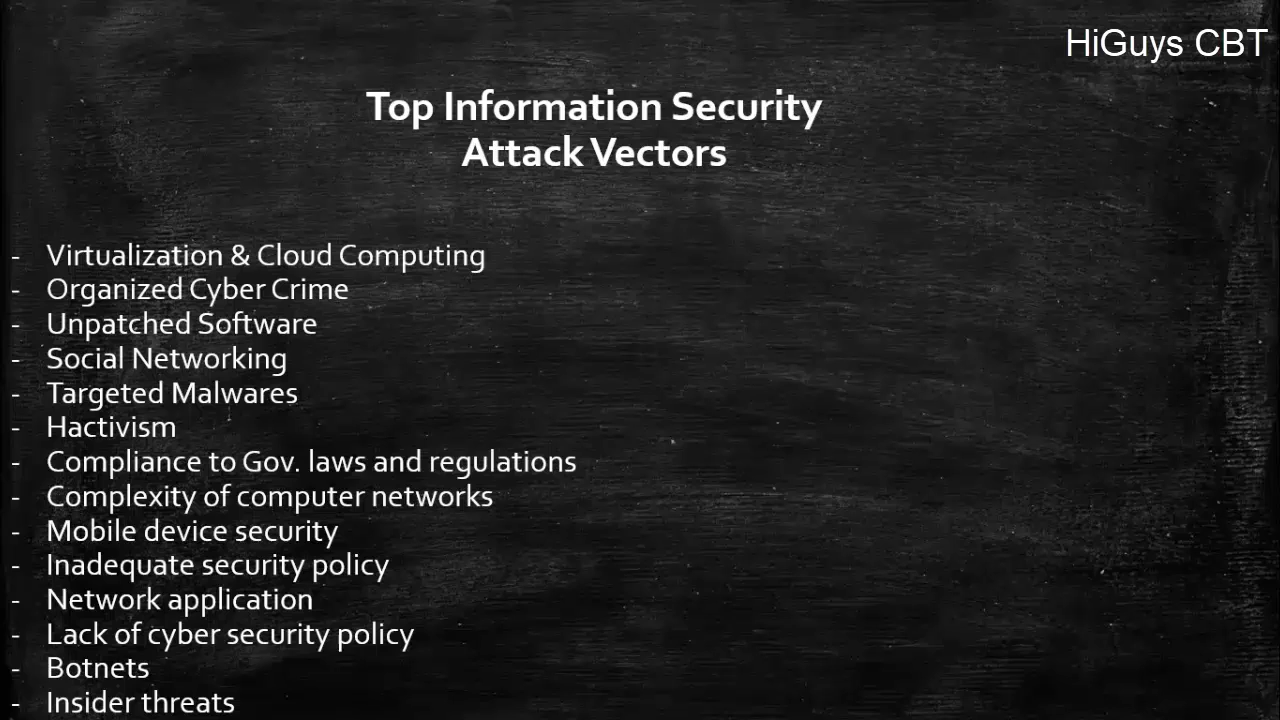 HiGuys CBT
Top Information Security
Attack Vectors
- Virtualization & Cloud Computing
- Organized Cyber Crime
- Unpatched Software
- Social Networking
- Targeted Malwares
- Hactivism
- Compliance to Gov. laws and regulations
- Complexity of computer networks
- Mobile device security
- Inadequate security policy
- Network application
- Lack of cyber security policy
- Botnets
- Insider threats